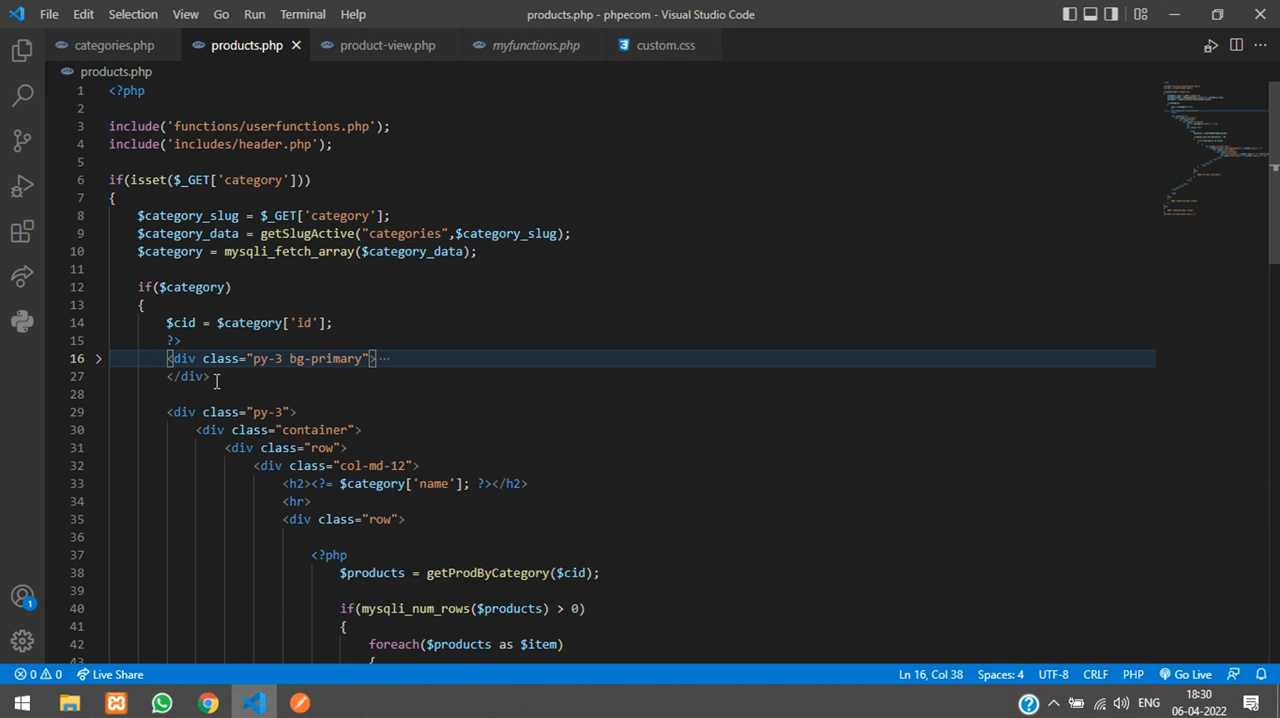 File Edit Selection View Go Run Terminal Help products.php - phpecom - Visual Studio Code
categories.php products.php product-view.php myfunctions.php custom.css
products.php
1 <?php
2
3 include('functions/userfunctions.php');
4 include('includes/header.php');
5
6 if(isset($_GET['category']))
7 {
8 $category_slug = $_GET['category'];
9 $category_data = getSlugActive("categories",$category_slug);
10 $category = mysqli_fetch_array($category_data);
11
12 if($category)
13 {
14 $cid = $category['id'];
15 ?>
16 <div class="py-3 bg-primary"> ...
27 </div>
28
29 <div class="py-3">
30 <div class="container">
31 <div class="row">
32 <div class="col-md-12">
33 <h2><?= $category['name']; ?></h2>
34 <hr>
35 <div class="row">
36
37 <?php
38 $products = getProdByCategory($cid);
39
40 if(mysqli_num_rows($products) > 0)
41 {
42 foreach($products as $item)
43 {
1
0 0 Live Share Ln 16, Col 38 Spaces: 4 UTF-8 CRLF PHP Go Live
ENG 18:30
06-04-2022